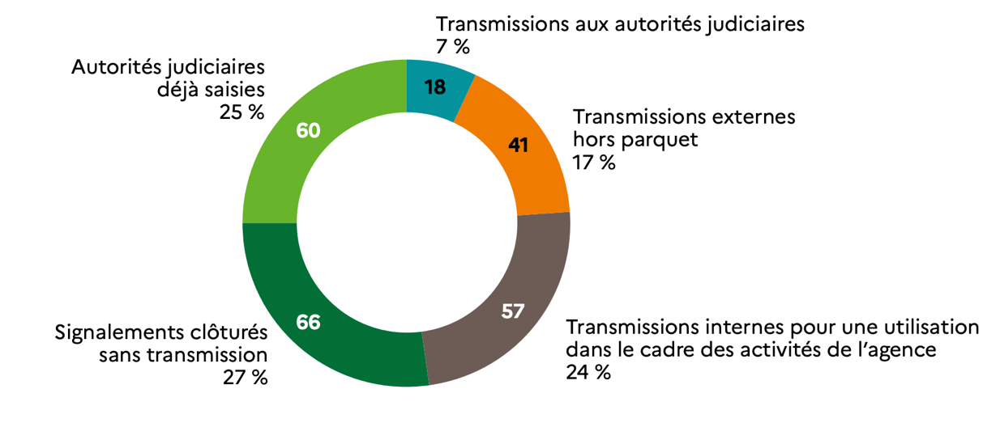 Transmissions aux autorités judiciaires
7 %
18
Transmissions externes
hors parquet
17 %
41
Transmissions internes pour une utilisation
dans le cadre des activités de l’agence
24 %
57
Signalements clôturés
sans transmission
27 %
66
Autorités judiciaires
déjà saisies
25 %
60